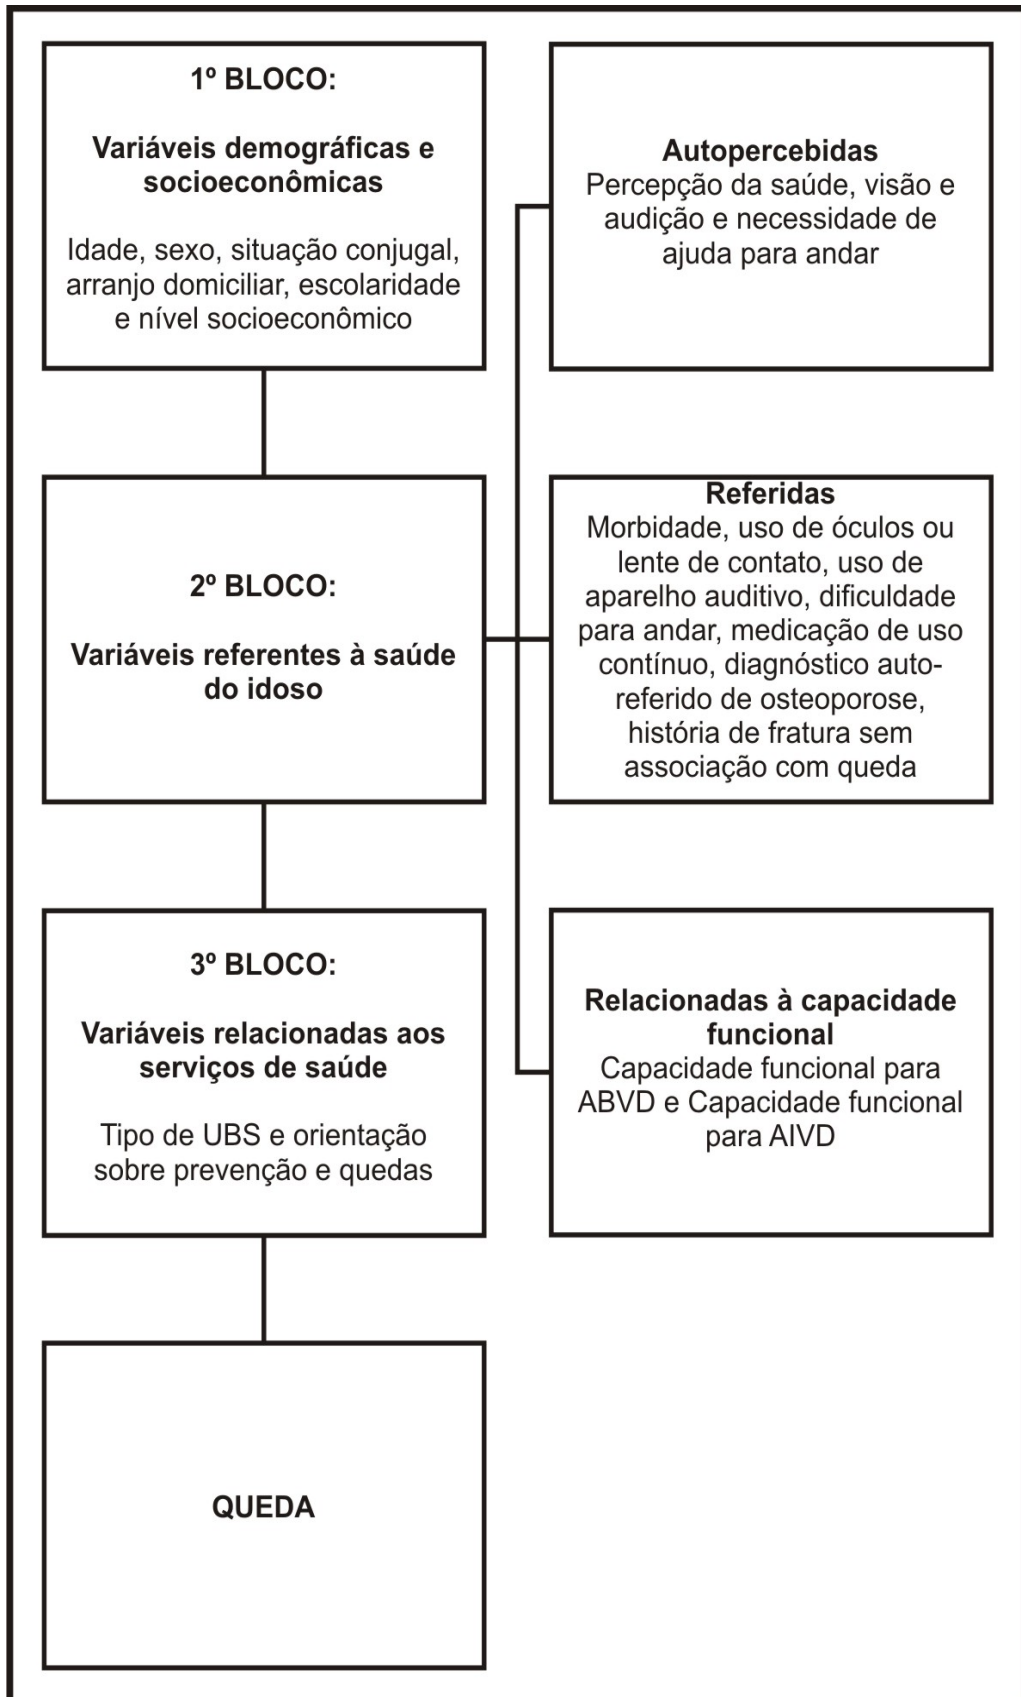 1º BLOCO:
Variáveis demográficas e
socioeconômicas
Idade, sexo, situação conjugal,
arranjo domiciliar, escolaridade
e nível socioeconômico
Autopercebidas
Percepção da saúde, visão e
audição e necessidade de
ajuda para andar
2º BLOCO:
Variáveis referentes à saúde
do idoso
Referidas
Morbidade, uso de óculos ou
lente de contato, uso de
aparelho auditivo, dificuldade
para andar, medicação de uso
contínuo, diagnóstico auto-
referido de osteoporose,
história de fratura sem
associação com queda
3º BLOCO:
Variáveis relacionadas aos
serviços de saúde
Tipo de UBS e orientação
sobre prevenção e quedas
Relacionadas à capacidade
funcional
Capacidade funcional para
ABVD e Capacidade funcional
para AIVD
QUEDA